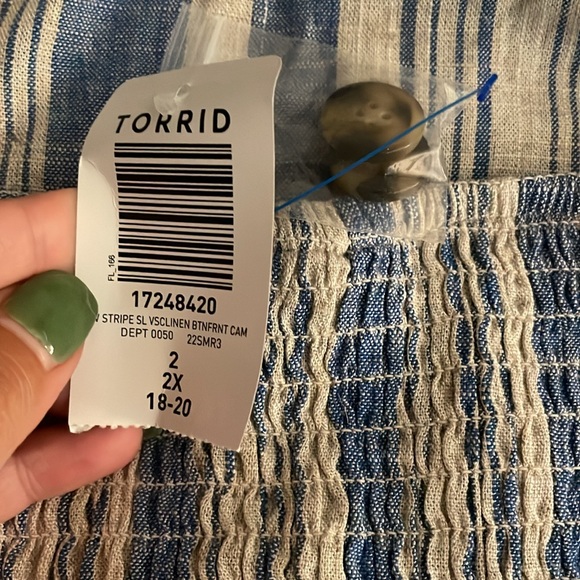 TORRID
FL_166
17248420
STRIPE SL VSCLINEN BTNFRNT CAM
DEPT 0050 22SMR3
2
2X
18-20